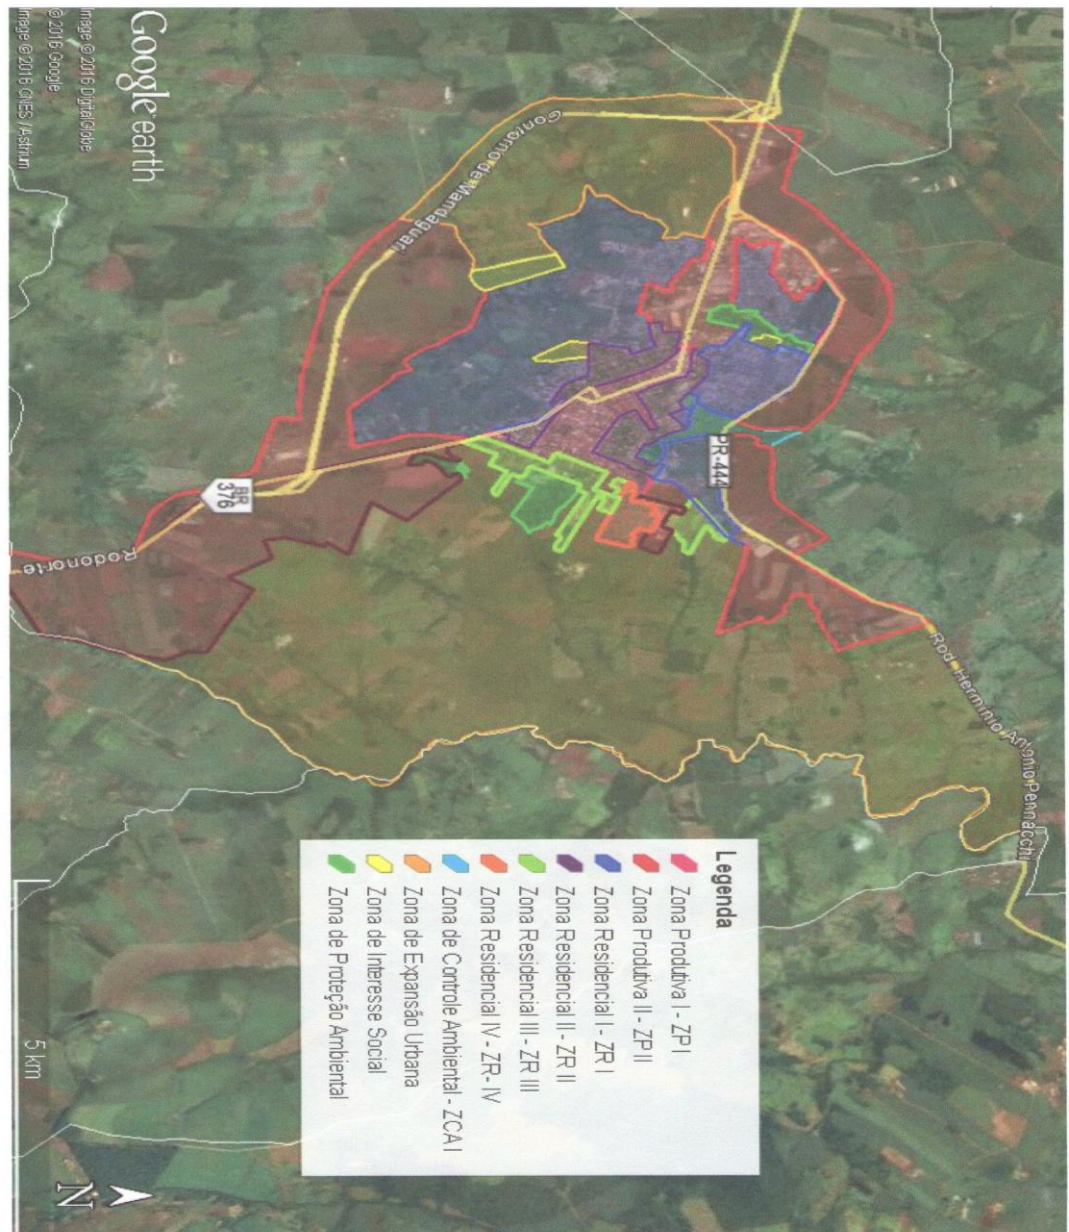 Legenda
Zona Produtiva I - ZP I
Zona Produtiva II - ZP II
Zona Residencial I - ZR I
Zona Residencial II - ZR II
Zona Residencial III - ZR III
Zona Residencial IV - ZR- IV
Zona de Controle Ambiental - ZCA I
Zona de Expansão Urbana
Zona de Interesse Social
Zona de Proteção Ambiental
Rod. Herminio Antonio Pennacchi
PR-444
Contorno de Mandaguari
BR
376
Rodonorte
Google earth
Image © 2016 DigitalGlobe
© 2016 Google
Image © 2016 CNES / Astrium
5 km
N